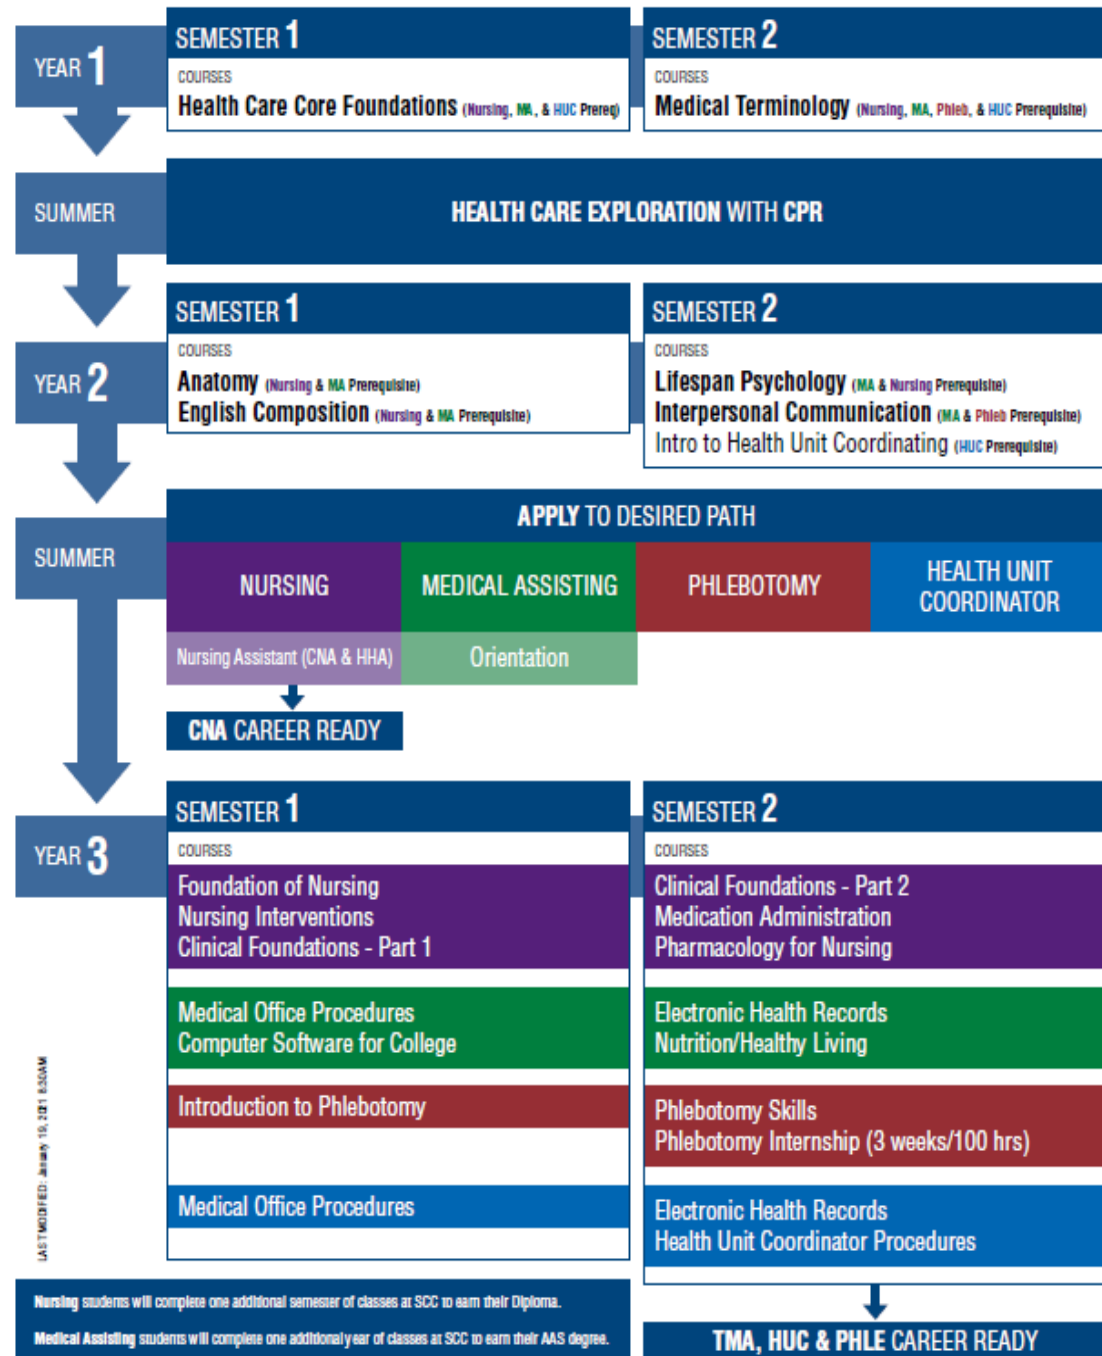 YEAR 1
SEMESTER 1
COURSES
Health Care Core Foundations (Nursing, MA, & HUC Prereq)
SEMESTER 2
COURSES
Medical Terminology (Nursing, MA, Phleb, & HUC Prerequisite)
SUMMER
HEALTH CARE EXPLORATION WITH CPR
YEAR 2
SEMESTER 1
COURSES
Anatomy (Nursing & MA Prerequisite)
English Composition (Nursing & MA Prerequisite)
SEMESTER 2
COURSES
Lifespan Psychology (MA & Nursing Prerequisite)
Interpersonal Communication (MA & Phleb Prerequisite)
Intro to Health Unit Coordinating (HUC Prerequisite)
SUMMER
APPLY TO DESIRED PATH
NURSING
MEDICAL ASSISTING
PHLEBOTOMY
HEALTH UNIT
COORDINATOR
Nursing Assistant (CNA & HHA)
Orientation
CNA CAREER READY
YEAR 3
SEMESTER 1
COURSES
Foundation of Nursing
Nursing Interventions
Clinical Foundations - Part 1
Medical Office Procedures
Computer Software for College
Introduction to Phlebotomy
Medical Office Procedures
SEMESTER 2
COURSES
Clinical Foundations - Part 2
Medication Administration
Pharmacology for Nursing
Electronic Health Records
Nutrition/Healthy Living
Phlebotomy Skills
Phlebotomy Internship (3 weeks/100 hrs)
Electronic Health Records
Health Unit Coordinator Procedures
LAST MODIFIED: January 19, 2021 8:30AM
Nursing students will complete one additional semester of classes at SCC to earn their Diploma.
Medical Assisting students will complete one additional year of classes at SCC to earn their AAS degree.
TMA, HUC & PHLE CAREER READY